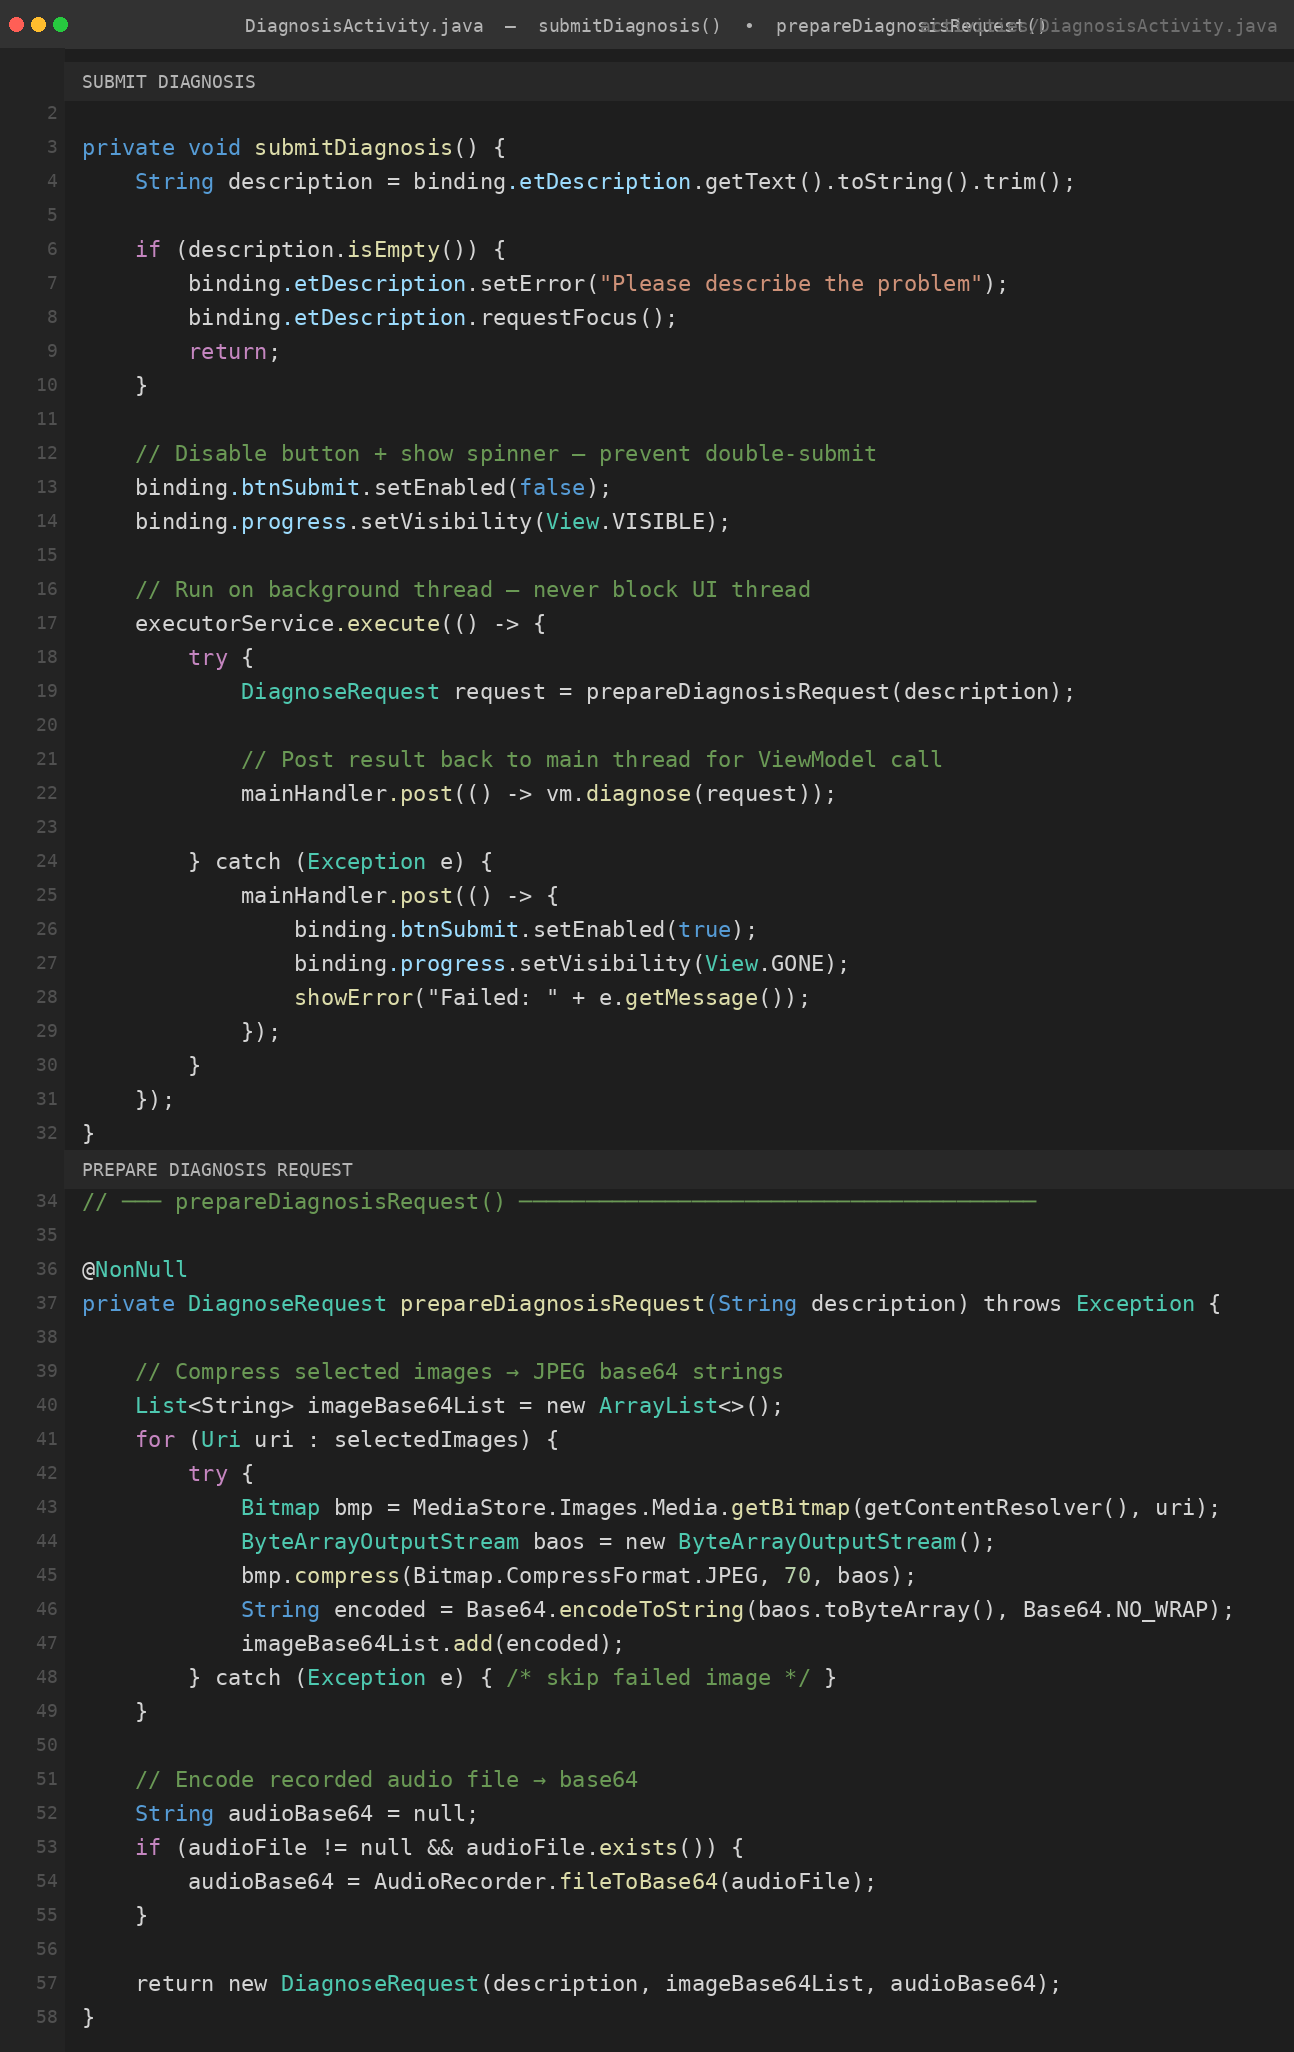 DiagnosisActivity.java — submitDiagnosis() • prepareDiagnosisRequest()
activities/DiagnosisActivity.java
SUBMIT DIAGNOSIS
2
3 private void submitDiagnosis() {
4     String description = binding.etDescription.getText().toString().trim();
5
6     if (description.isEmpty()) {
7         binding.etDescription.setError("Please describe the problem");
8         binding.etDescription.requestFocus();
9         return;
10     }
11
12     // Disable button + show spinner — prevent double-submit
13     binding.btnSubmit.setEnabled(false);
14     binding.progress.setVisibility(View.VISIBLE);
15
16     // Run on background thread — never block UI thread
17     executorService.execute(() -> {
18         try {
19             DiagnoseRequest request = prepareDiagnosisRequest(description);
20
21             // Post result back to main thread for ViewModel call
22             mainHandler.post(() -> vm.diagnose(request));
23
24         } catch (Exception e) {
25             mainHandler.post(() -> {
26                 binding.btnSubmit.setEnabled(true);
27                 binding.progress.setVisibility(View.GONE);
28                 showError("Failed: " + e.getMessage());
29             });
30         }
31     });
32 }
PREPARE DIAGNOSIS REQUEST
34 // ─── prepareDiagnosisRequest() ───────────────────────────────────────
35
36 @NonNull
37 private DiagnoseRequest prepareDiagnosisRequest(String description) throws Exception {
38
39     // Compress selected images → JPEG base64 strings
40     List<String> imageBase64List = new ArrayList<>();
41     for (Uri uri : selectedImages) {
42         try {
43             Bitmap bmp = MediaStore.Images.Media.getBitmap(getContentResolver(), uri);
44             ByteArrayOutputStream baos = new ByteArrayOutputStream();
45             bmp.compress(Bitmap.CompressFormat.JPEG, 70, baos);
46             String encoded = Base64.encodeToString(baos.toByteArray(), Base64.NO_WRAP);
47             imageBase64List.add(encoded);
48         } catch (Exception e) { /* skip failed image */ }
49     }
50
51     // Encode recorded audio file → base64
52     String audioBase64 = null;
53     if (audioFile != null && audioFile.exists()) {
54         audioBase64 = AudioRecorder.fileToBase64(audioFile);
55     }
56
57     return new DiagnoseRequest(description, imageBase64List, audioBase64);
58 }